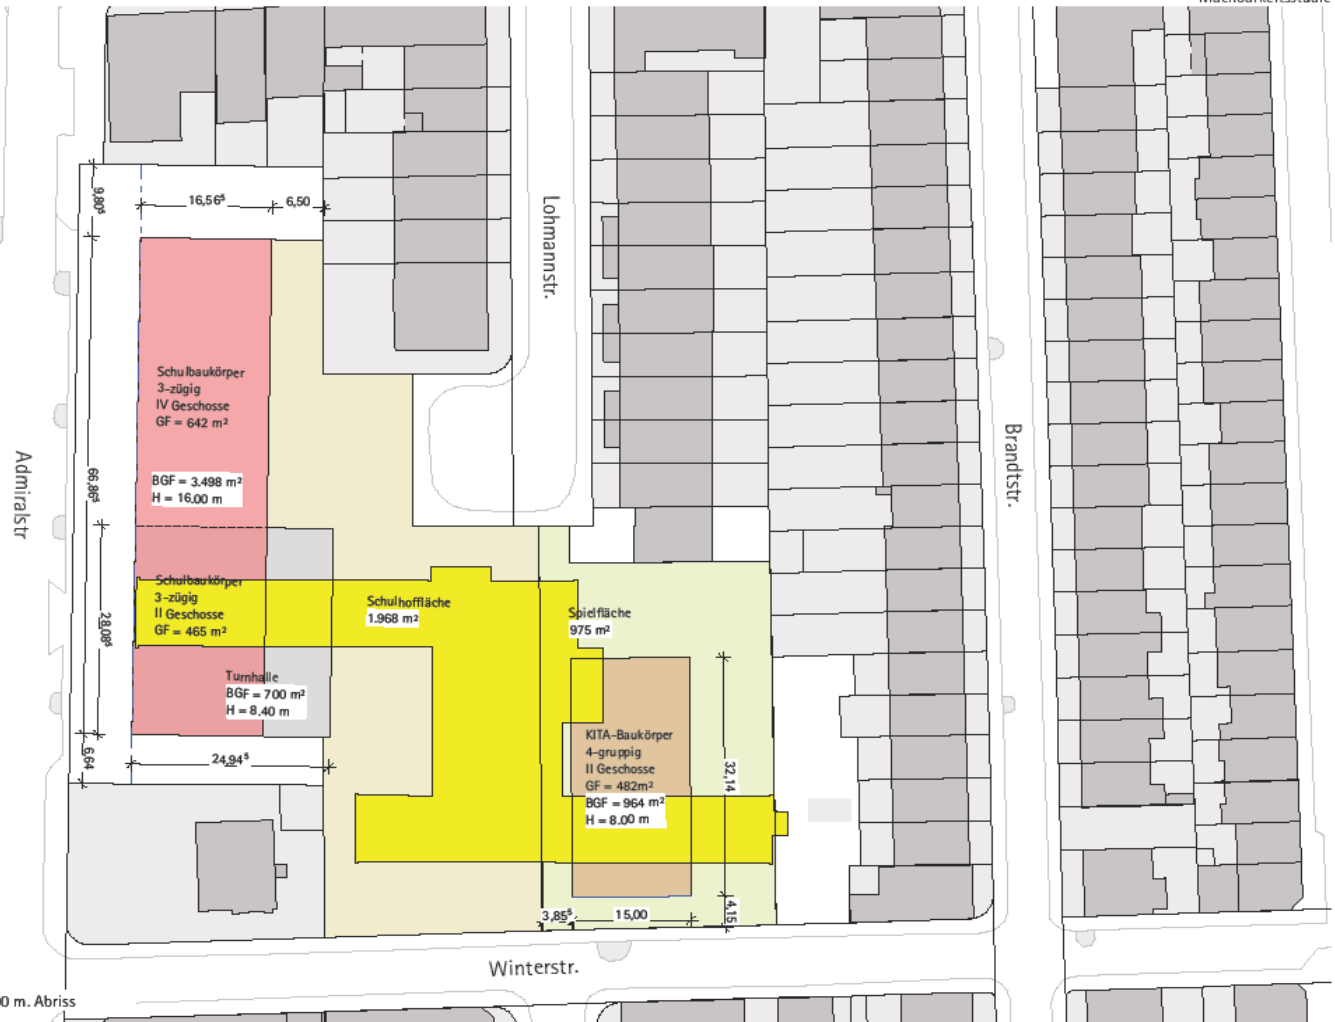 9,80⁵
16,56⁵
6,50
Lohmannstr.
Schulbaukörper
3-zügig
IV Geschosse
GF = 642 m²
BGF = 3.498 m²
H = 16.00 m
Admiralstr
66,86⁵
Brandtstr.
Schulbaukörper
3-zügig
II Geschosse
GF = 465 m²
28,08⁵
Schulhoffläche
1.968 m²
Spielfläche
975 m²
Turnhalle
BGF = 700 m²
H = 8.40 m
6,64
24,94⁵
KITA-Baukörper
4-gruppig
II Geschosse
GF = 482m²
BGF = 964 m²
H = 8.00 m
32,14
3,85⁵
15,00
4,15
Winterstr.
0 m. Abriss